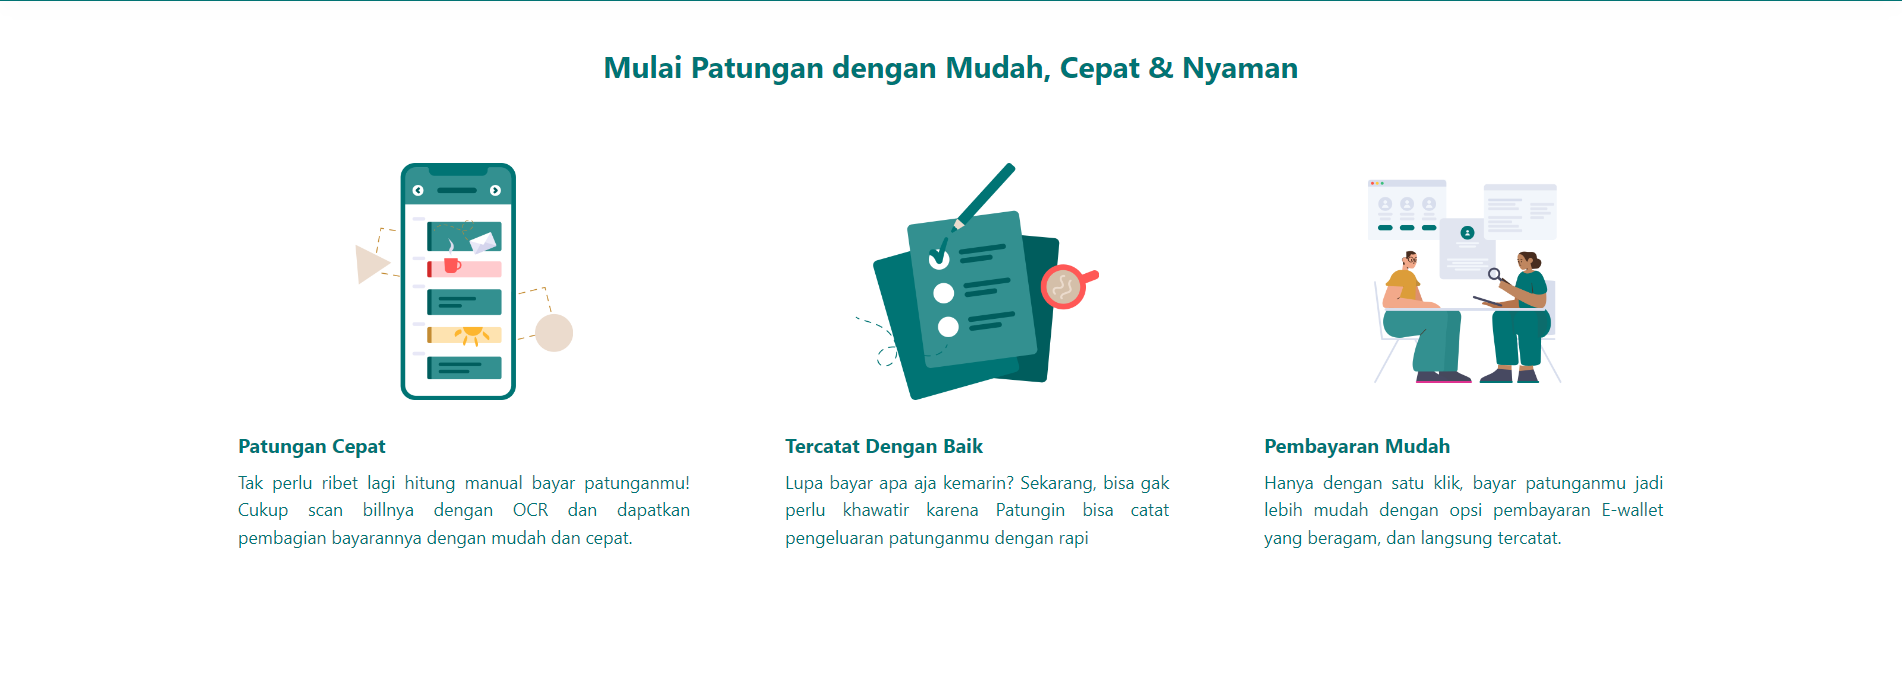 Mulai Patungan dengan Mudah, Cepat & Nyaman
Patungan Cepat
Tak perlu ribet lagi hitung manual bayar patunganmu!
Cukup scan billnya dengan OCR dan dapatkan
pembagian bayarannya dengan mudah dan cepat.
Tercatat Dengan Baik
Lupa bayar apa aja kemarin? Sekarang, bisa gak
perlu khawatir karena Patungin bisa catat
pengeluaran patunganmu dengan rapi
Pembayaran Mudah
Hanya dengan satu klik, bayar patunganmu jadi
lebih mudah dengan opsi pembayaran E-wallet
yang beragam, dan langsung tercatat.